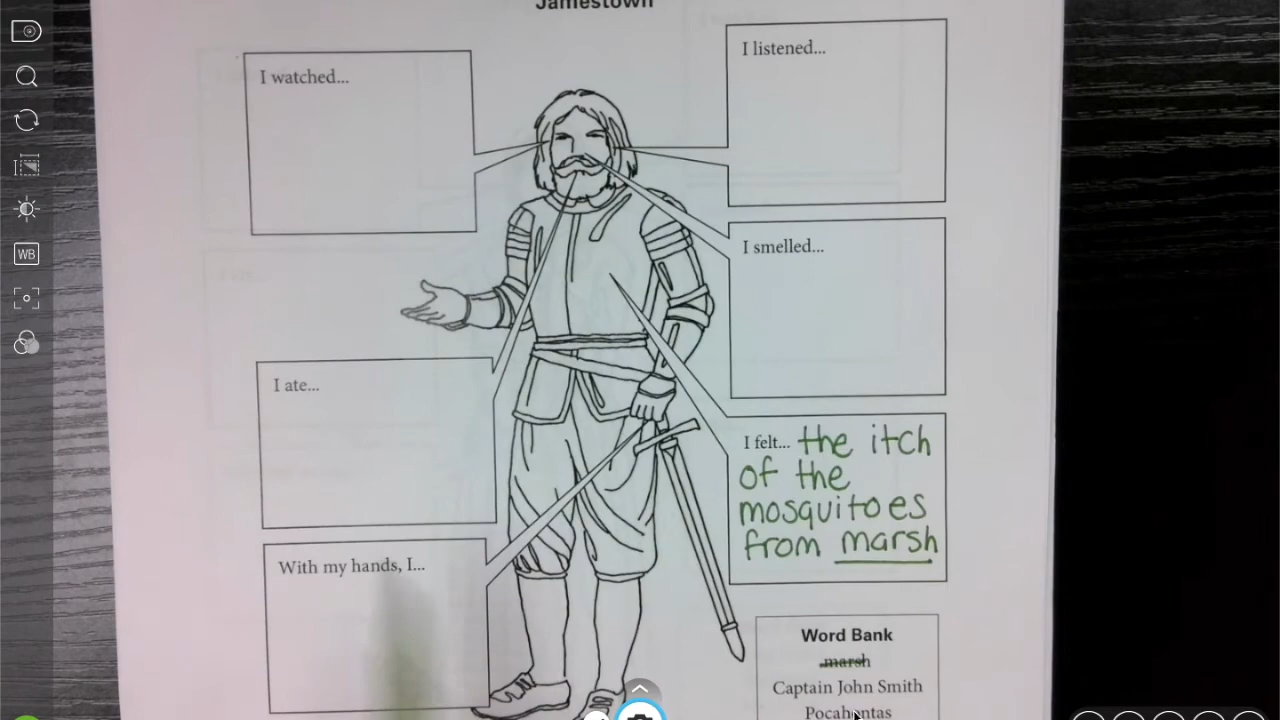 Jamestown
I watched...
I listened...
I smelled...
I ate...
I felt... the itch
of the
mosquitoes
from marsh
With my hands, I...
Word Bank
marsh
Captain John Smith
Pocahontas
WB